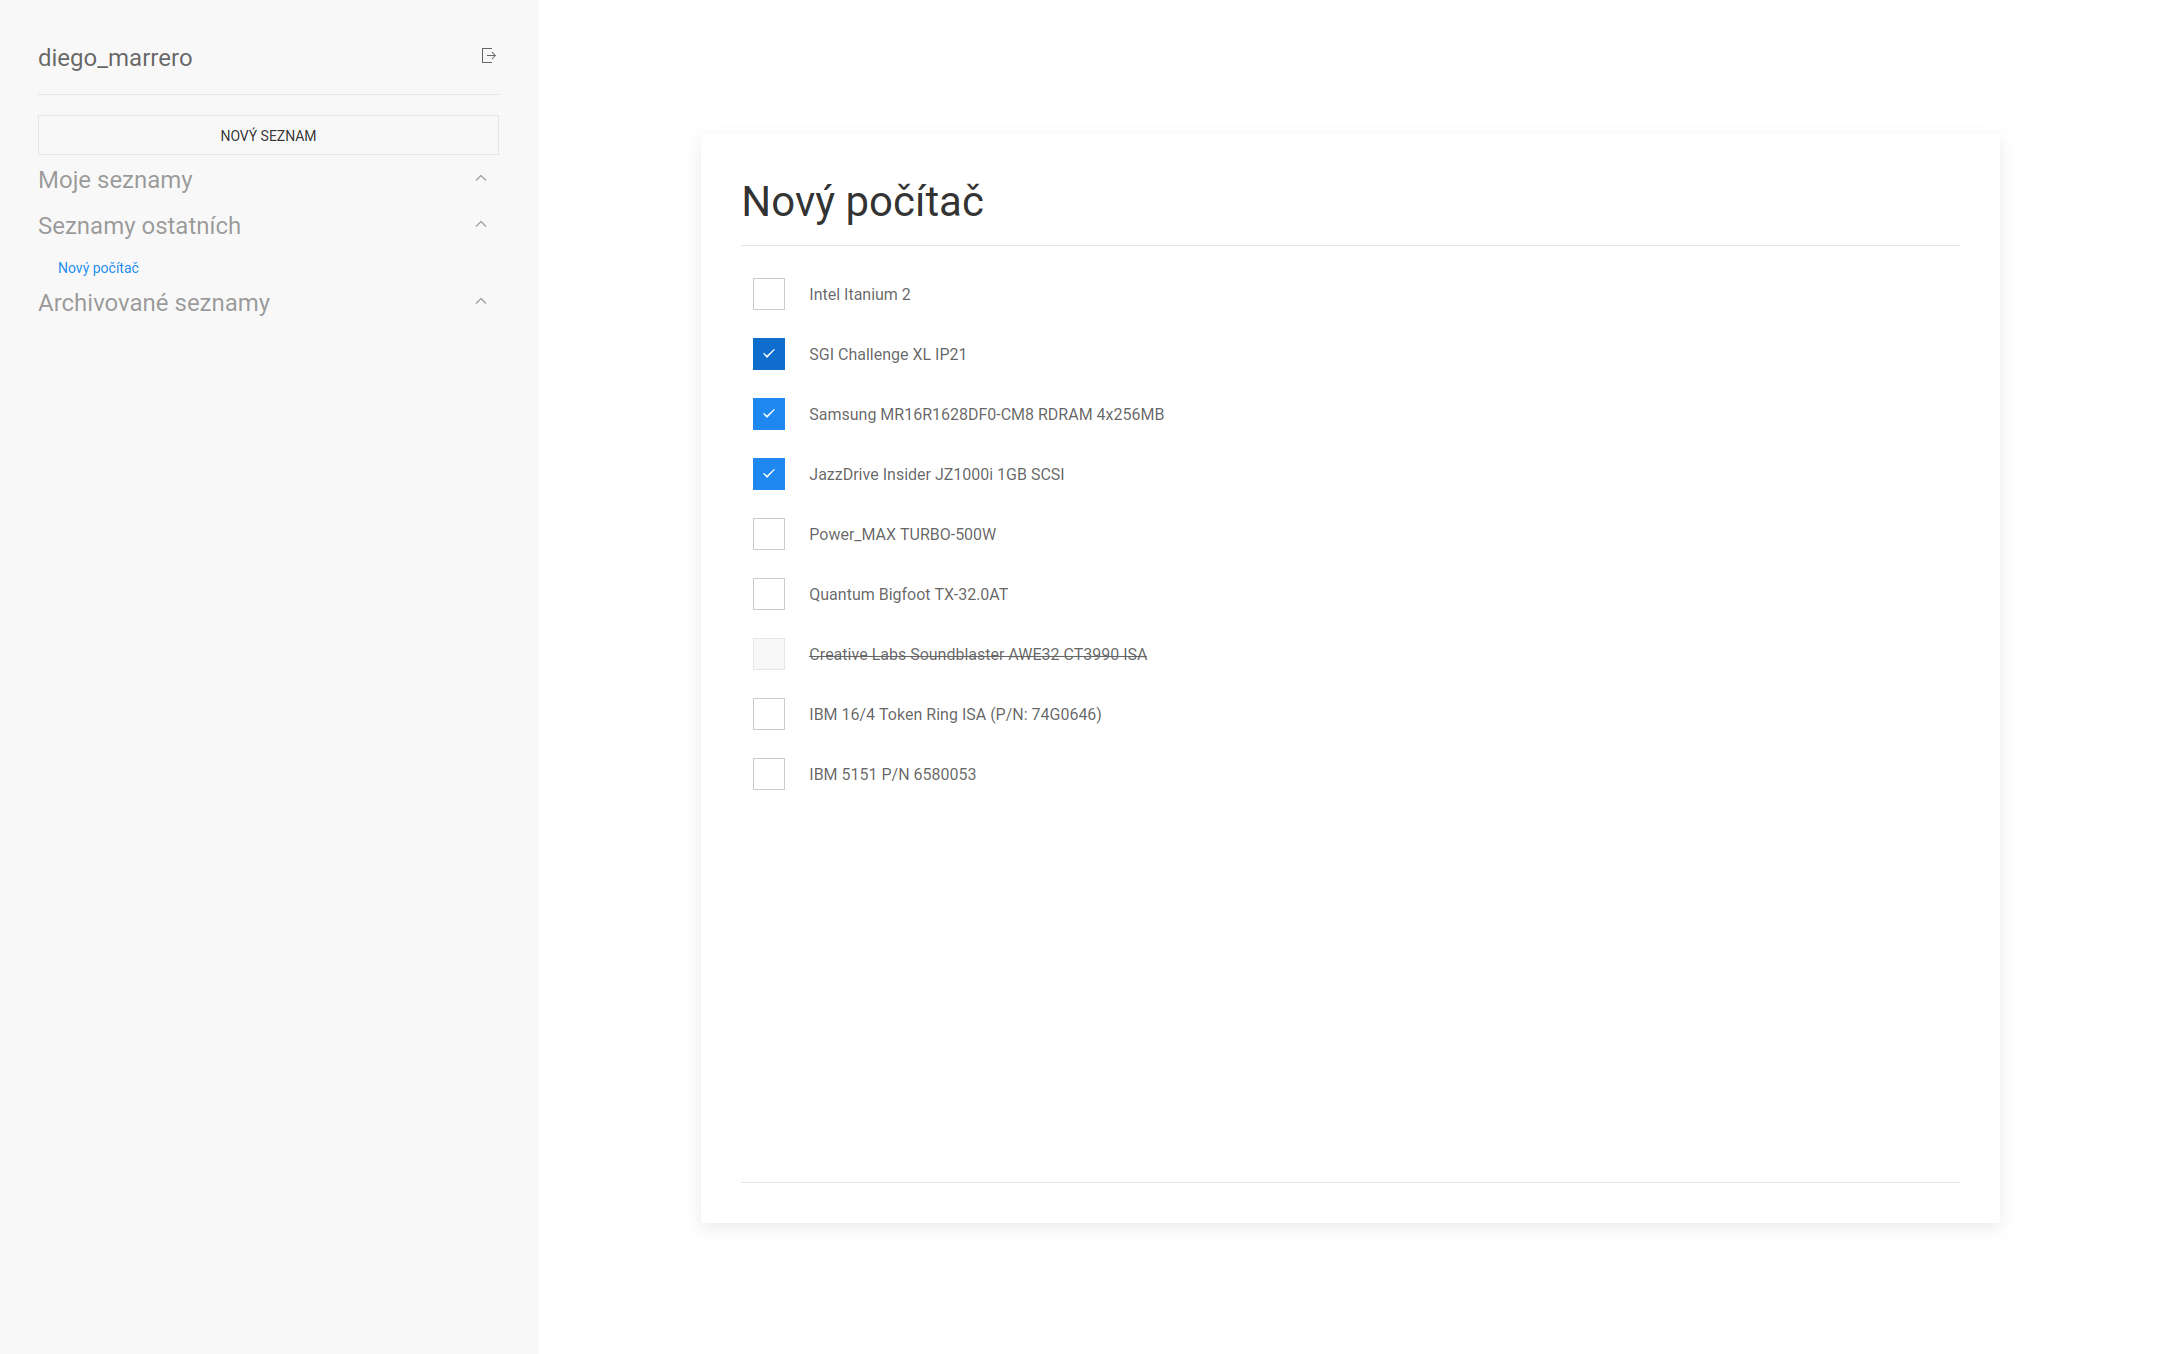 diego_marrero
NOVÝ SEZNAM
Moje seznamy
Seznamy ostatních
Nový počítač
Archivované seznamy
Nový počítač
Intel Itanium 2
SGI Challenge XL IP21
Samsung MR16R1628DF0-CM8 RDRAM 4x256MB
JazzDrive Insider JZ1000i 1GB SCSI
Power_MAX TURBO-500W
Quantum Bigfoot TX-32.0AT
Creative Labs Soundblaster AWE32 CT3990 ISA
IBM 16/4 Token Ring ISA (P/N: 74G0646)
IBM 5151 P/N 6580053